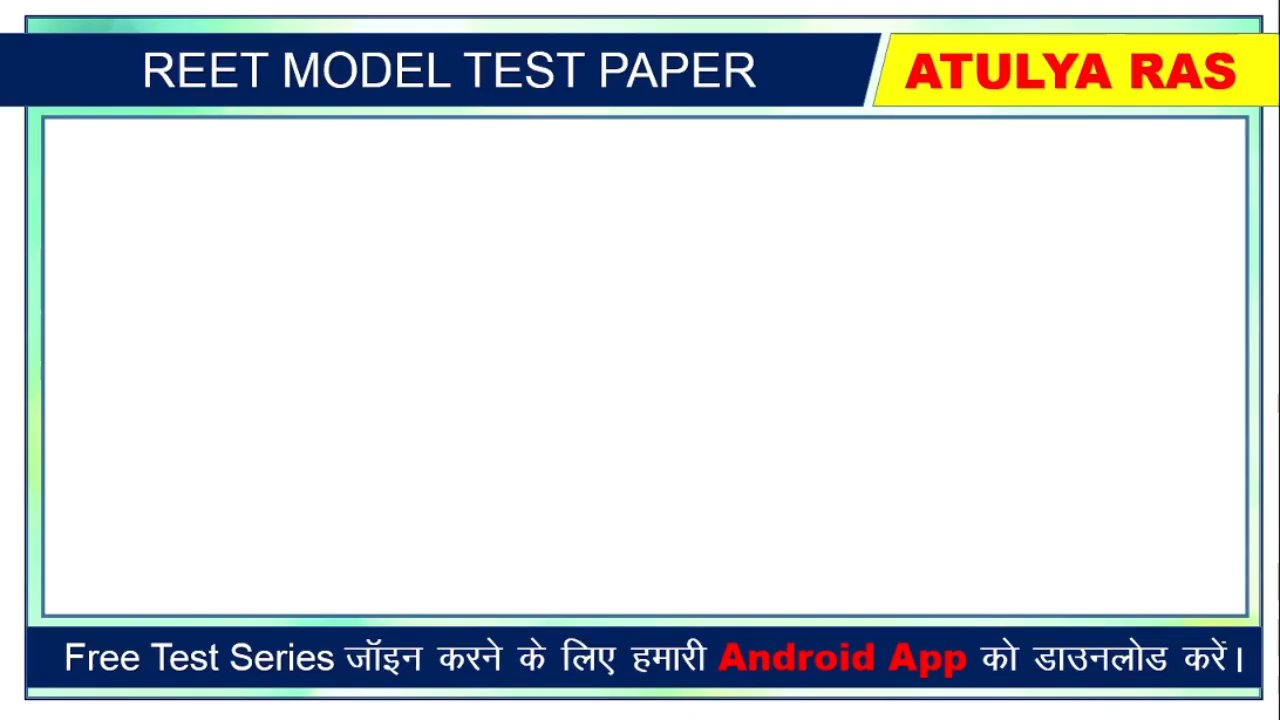 REET MODEL TEST PAPER
ATULYA RAS
Free Test Series जॉइन करने के लिए हमारी Android App को डाउनलोड करें।